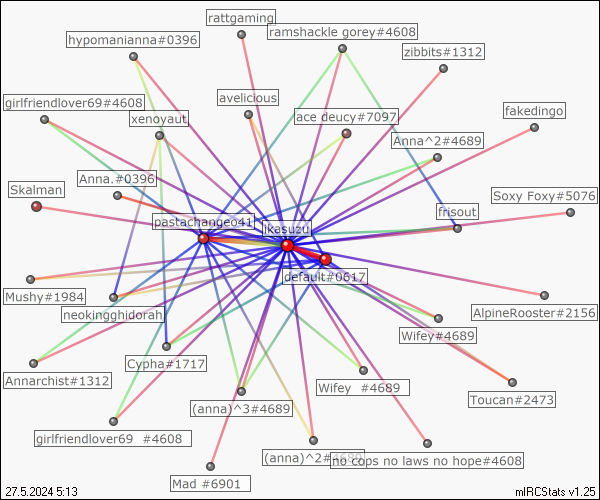 rattgaming
ramshackle gorey#4608
hypomanianna#0396
zibbits#1312
avelicious
girlfriendlover69#4608
fakedingo
xenoyaut
ace deucy#7097
Anna^2#4689
Anna.#0396
Skalman
Soxy Foxy#5076
frisout
pastachangeo41
ikasuzu
default#0617
Mushy#1984
neokingghidorah
AlpineRooster#2156
Wifey#4689
Cypha#1717
Annarchist#1312
Wifey  #4689
Toucan#2473
(anna)^3#4689
girlfriendlover69  #4608
(anna)^2#4689
no cops no laws no hope#4608
Mad #6901
27.5.2024 5:13
mIRCStats v1.25